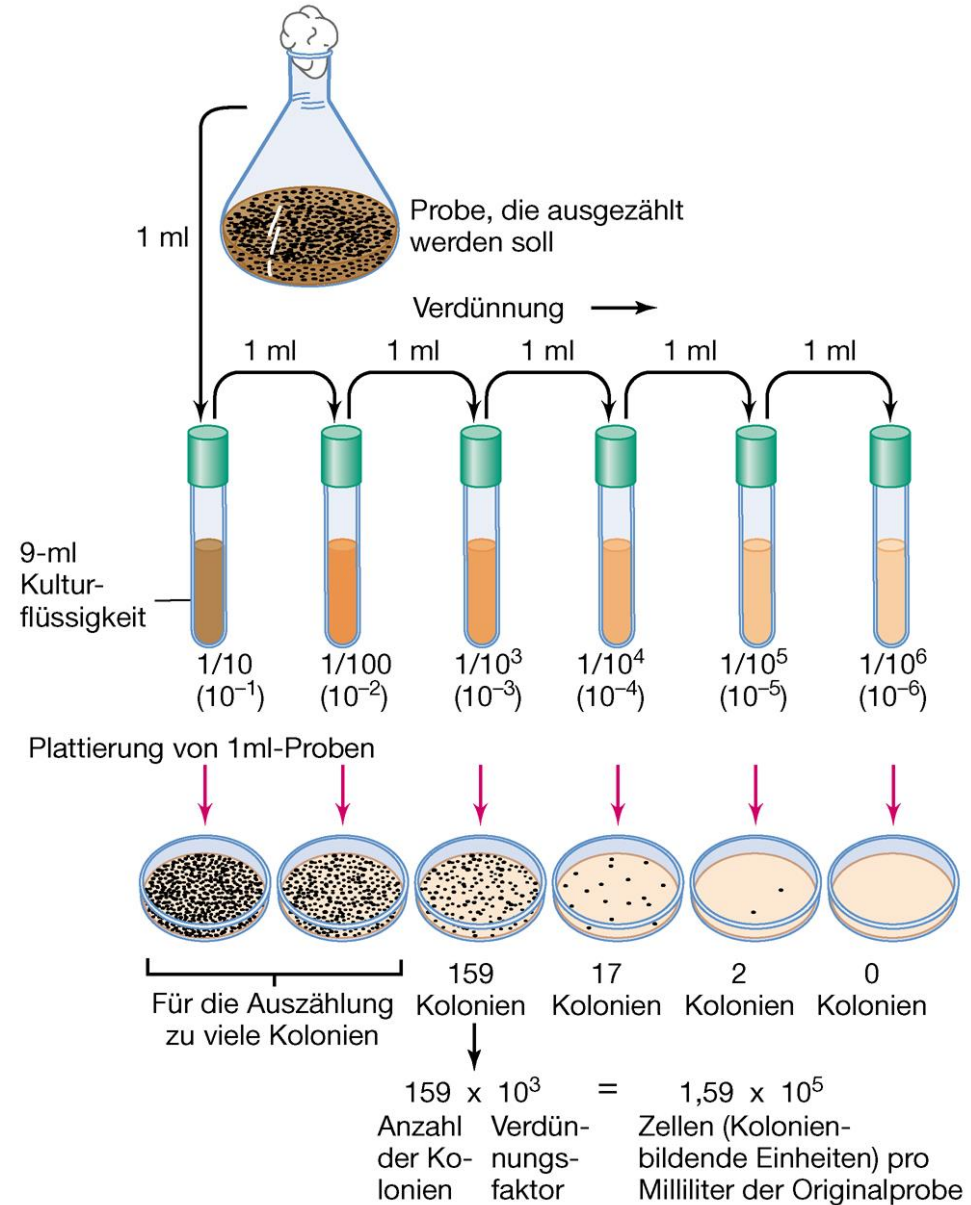 1 ml
Probe, die ausgezählt
werden soll
Verdünnung
1 ml 1 ml 1 ml 1 ml 1 ml
9-ml
Kultur-
flüssigkeit
1/10 1/100 1/10³ 1/10⁴ 1/10⁵ 1/10⁶
(10⁻¹) (10⁻²) (10⁻³) (10⁻⁴) (10⁻⁵) (10⁻⁶)
Plattierung von 1ml-Proben
Für die Auszählung
zu viele Kolonien
159 17 2 0
Kolonien Kolonien Kolonien Kolonien
159 x 10³ = 1,59 x 10⁵
Anzahl
der Ko-
lonien
Verdün-
nungs-
faktor
Zellen (Kolonien-
bildende Einheiten) pro
Milliliter der Originalprobe